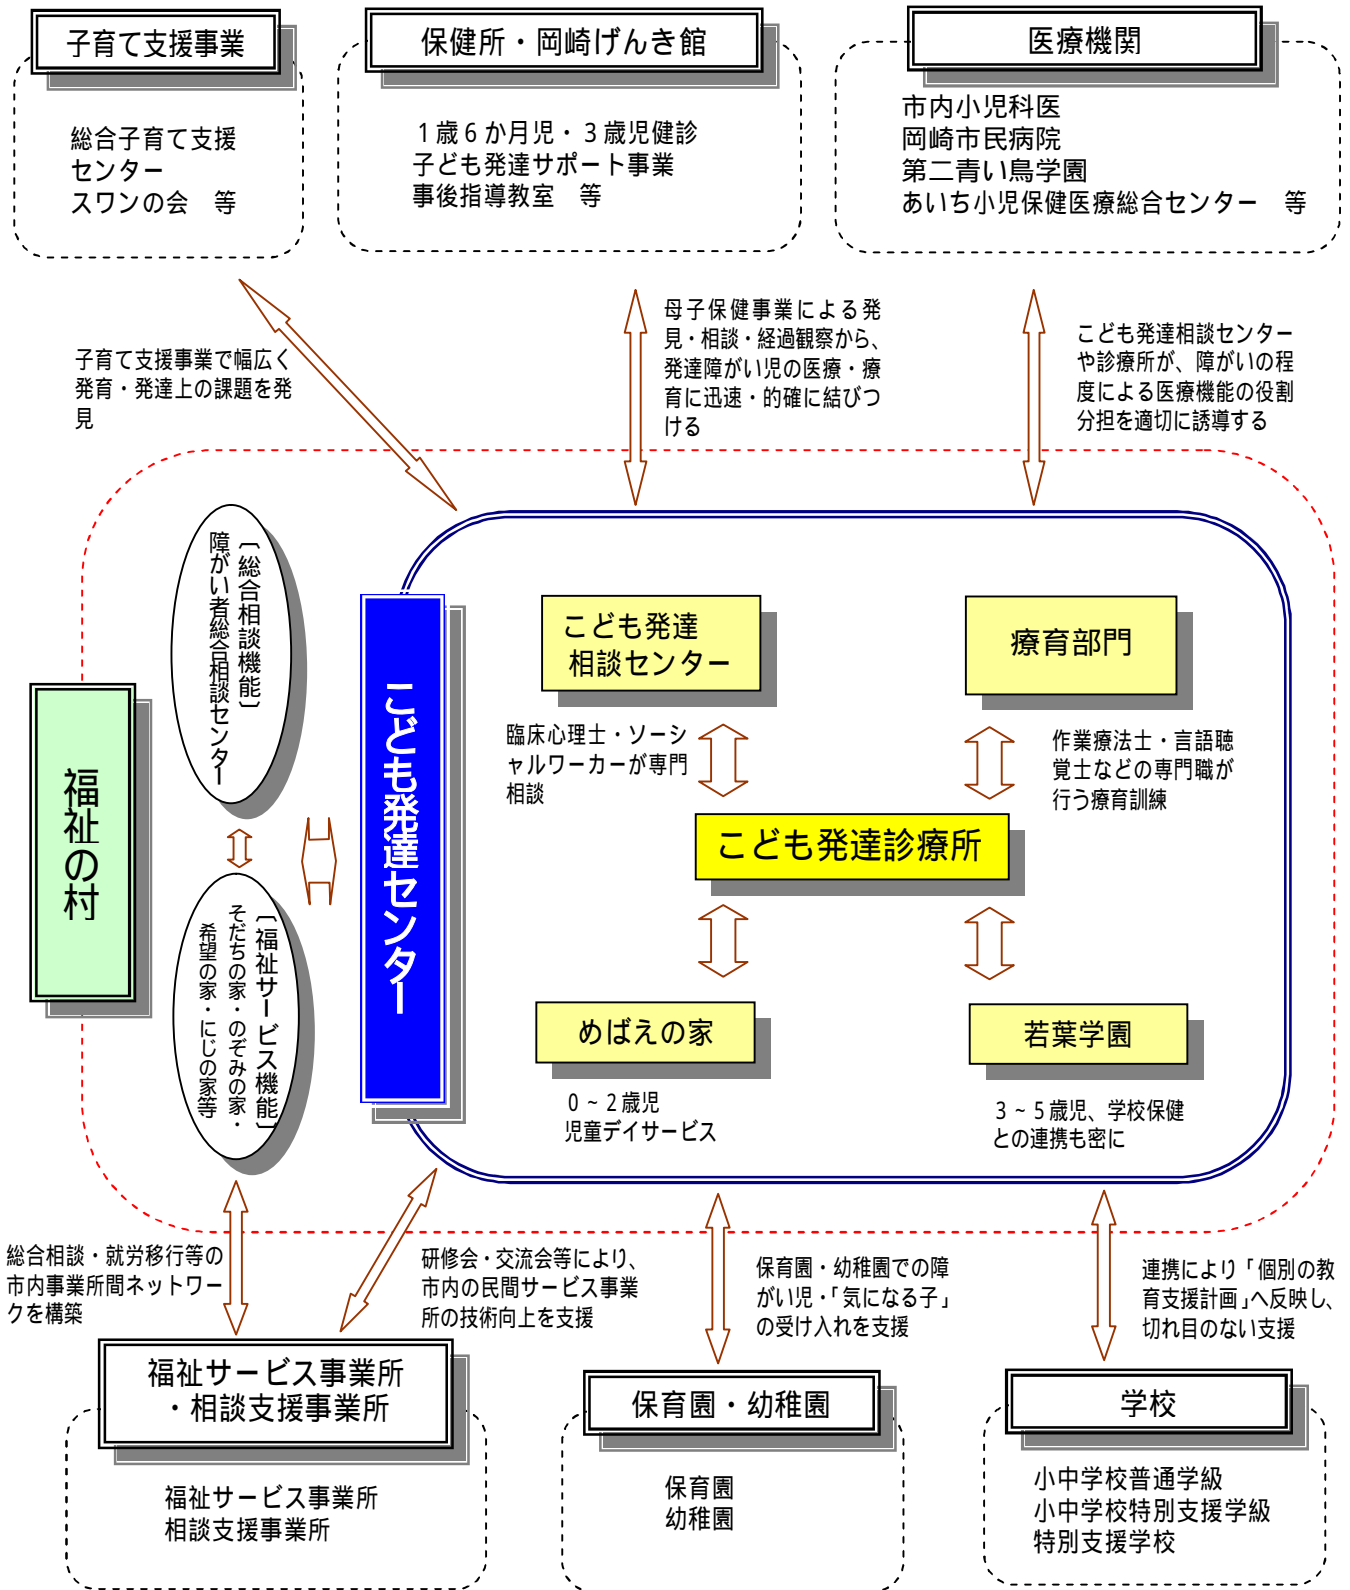 子育て支援事業
総合子育て支援
センター
スワンの会　等
保健所・岡崎げんき館
１歳６か月児・３歳児健診
子ども発達サポート事業
事後指導教室　等
医療機関
市内小児科医
岡崎市民病院
第二青い鳥学園
あいち小児保健医療総合センター　等
子育て支援事業で幅広く
発育・発達上の課題を発
見
母子保健事業による発
見・相談・経過観察から、
発達障がい児の医療・療
育に迅速・的確に結びつ
ける
こども発達相談センター
や診療所が、障がいの程
度による医療機能の役割
分担を適切に誘導する
福祉の村
〔総合相談機能〕
障がい者総合相談センター
〔福祉サービス機能〕
そだちの家・のぞみの家・
希望の家・にじの家等
こども発達センター
こども発達
相談センター
臨床心理士・ソーシ
ャルワーカーが専門
相談
療育部門
作業療法士・言語聴
覚士などの専門職が
行う療育訓練
こども発達診療所
めばえの家
０～２歳児
児童デイサービス
若葉学園
３～５歳児、学校保健
との連携も密に
総合相談・就労移行等の
市内事業所間ネットワー
クを構築
研修会・交流会等により、
市内の民間サービス事業
所の技術向上を支援
保育園・幼稚園での障
がい児・「気になる子」
の受け入れを支援
連携により「個別の教
育支援計画」へ反映し、
切れ目のない支援
福祉サービス事業所
・相談支援事業所
福祉サービス事業所
相談支援事業所
保育園・幼稚園
保育園
幼稚園
学校
小中学校普通学級
小中学校特別支援学級
特別支援学校